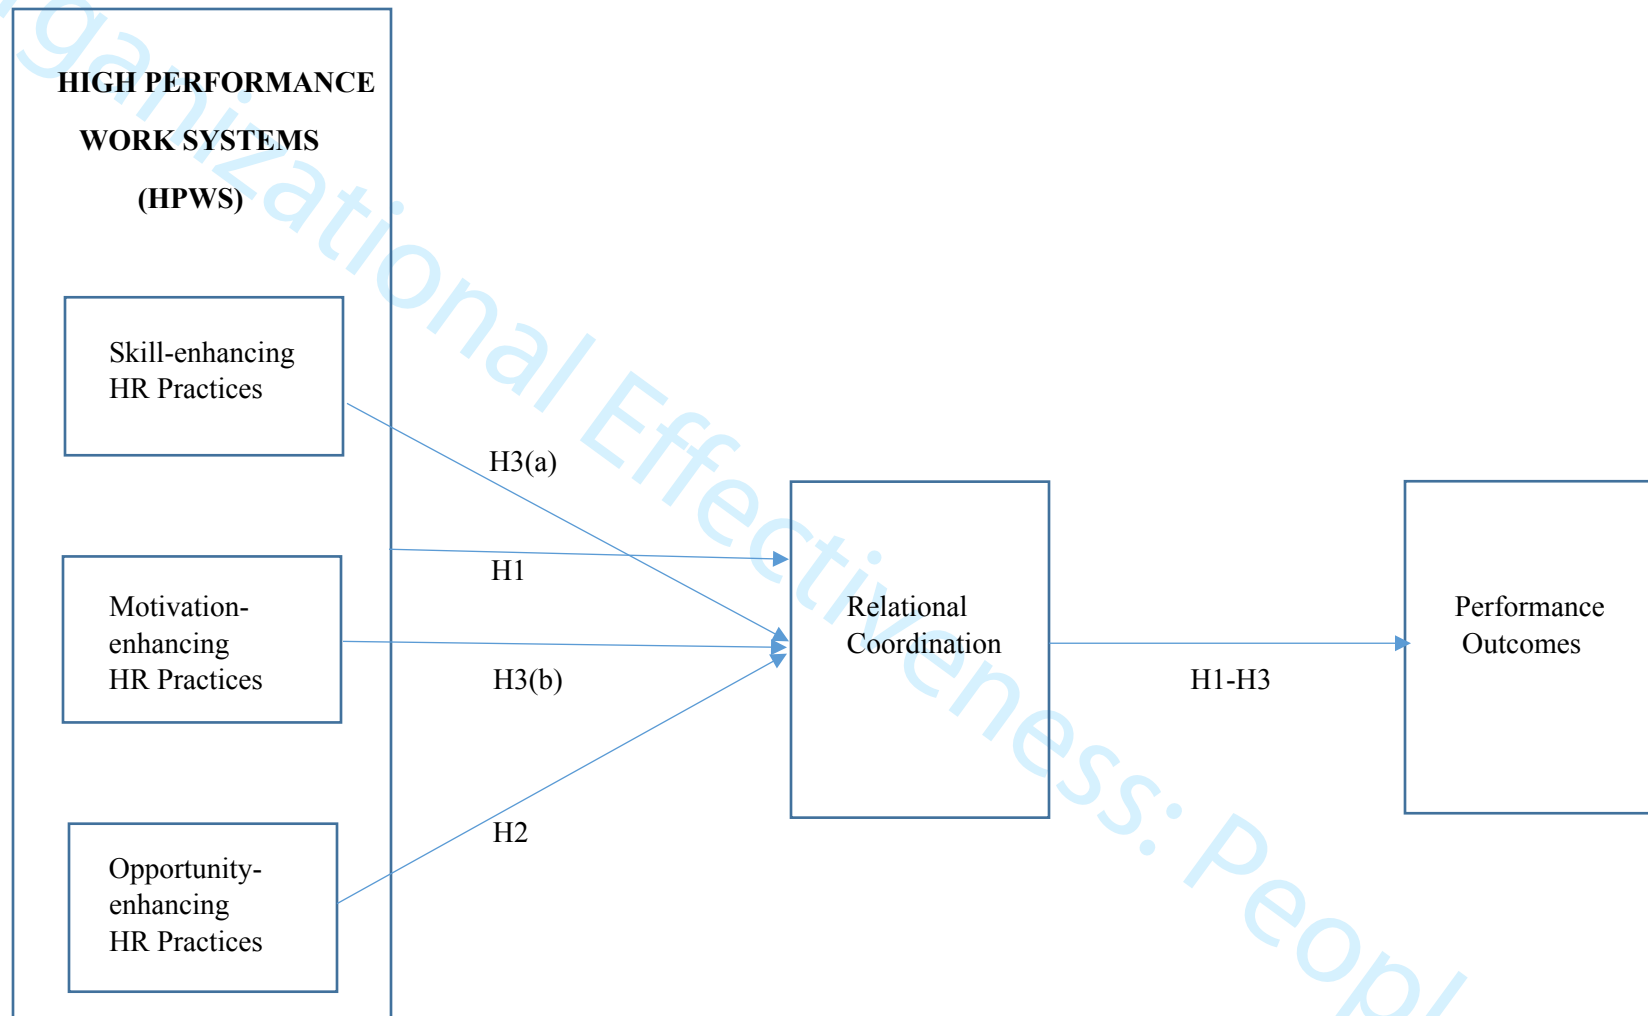 HIGH PERFORMANCE
WORK SYSTEMS
(HPWS)
Skill-enhancing
HR Practices
H3(a)
H1
Motivation-
enhancing
HR Practices
H3(b)
Opportunity-
enhancing
HR Practices
H2
Relational
Coordination
H1-H3
Performance
Outcomes
ganizational Effectiveness: Peopl